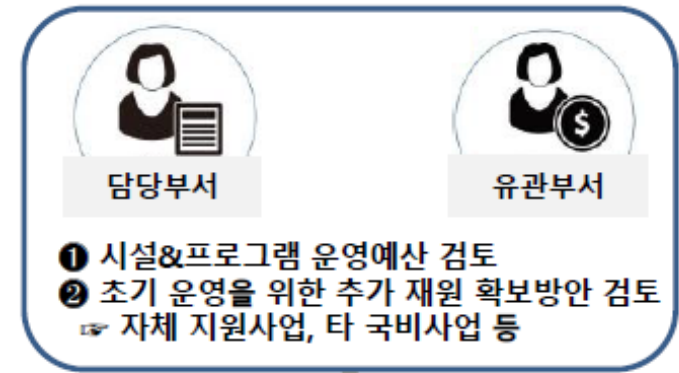 $
담당부서
유관부서
❶ 시설&프로그램 운영예산 검토
❷ 초기 운영을 위한 추가 재원 확보방안 검토
☞ 자체 지원사업, 타 국비사업 등